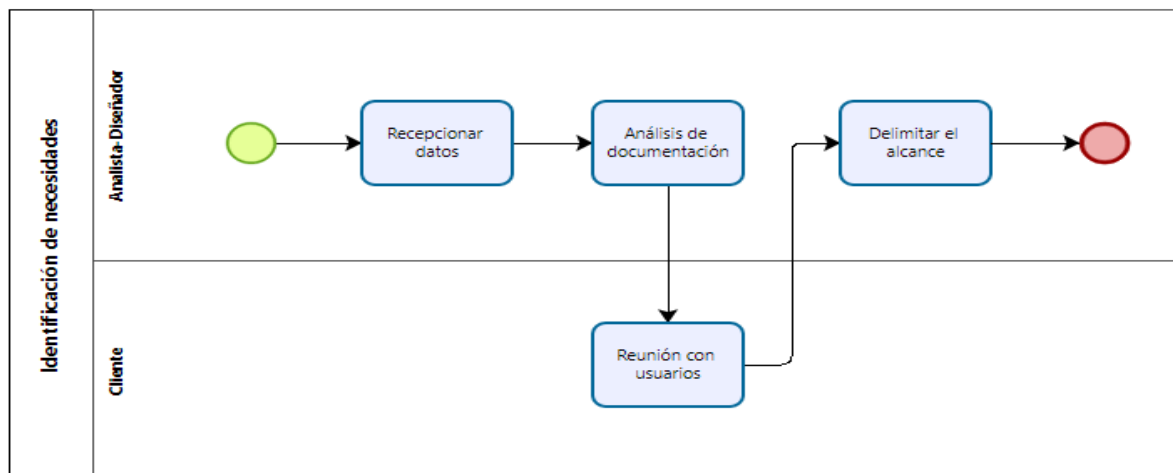 Identificación de necesidades
Analista-Diseñador
Recepcionar
datos
Análisis de
documentación
Delimitar el
alcance
Cliente
Reunión con
usuarios